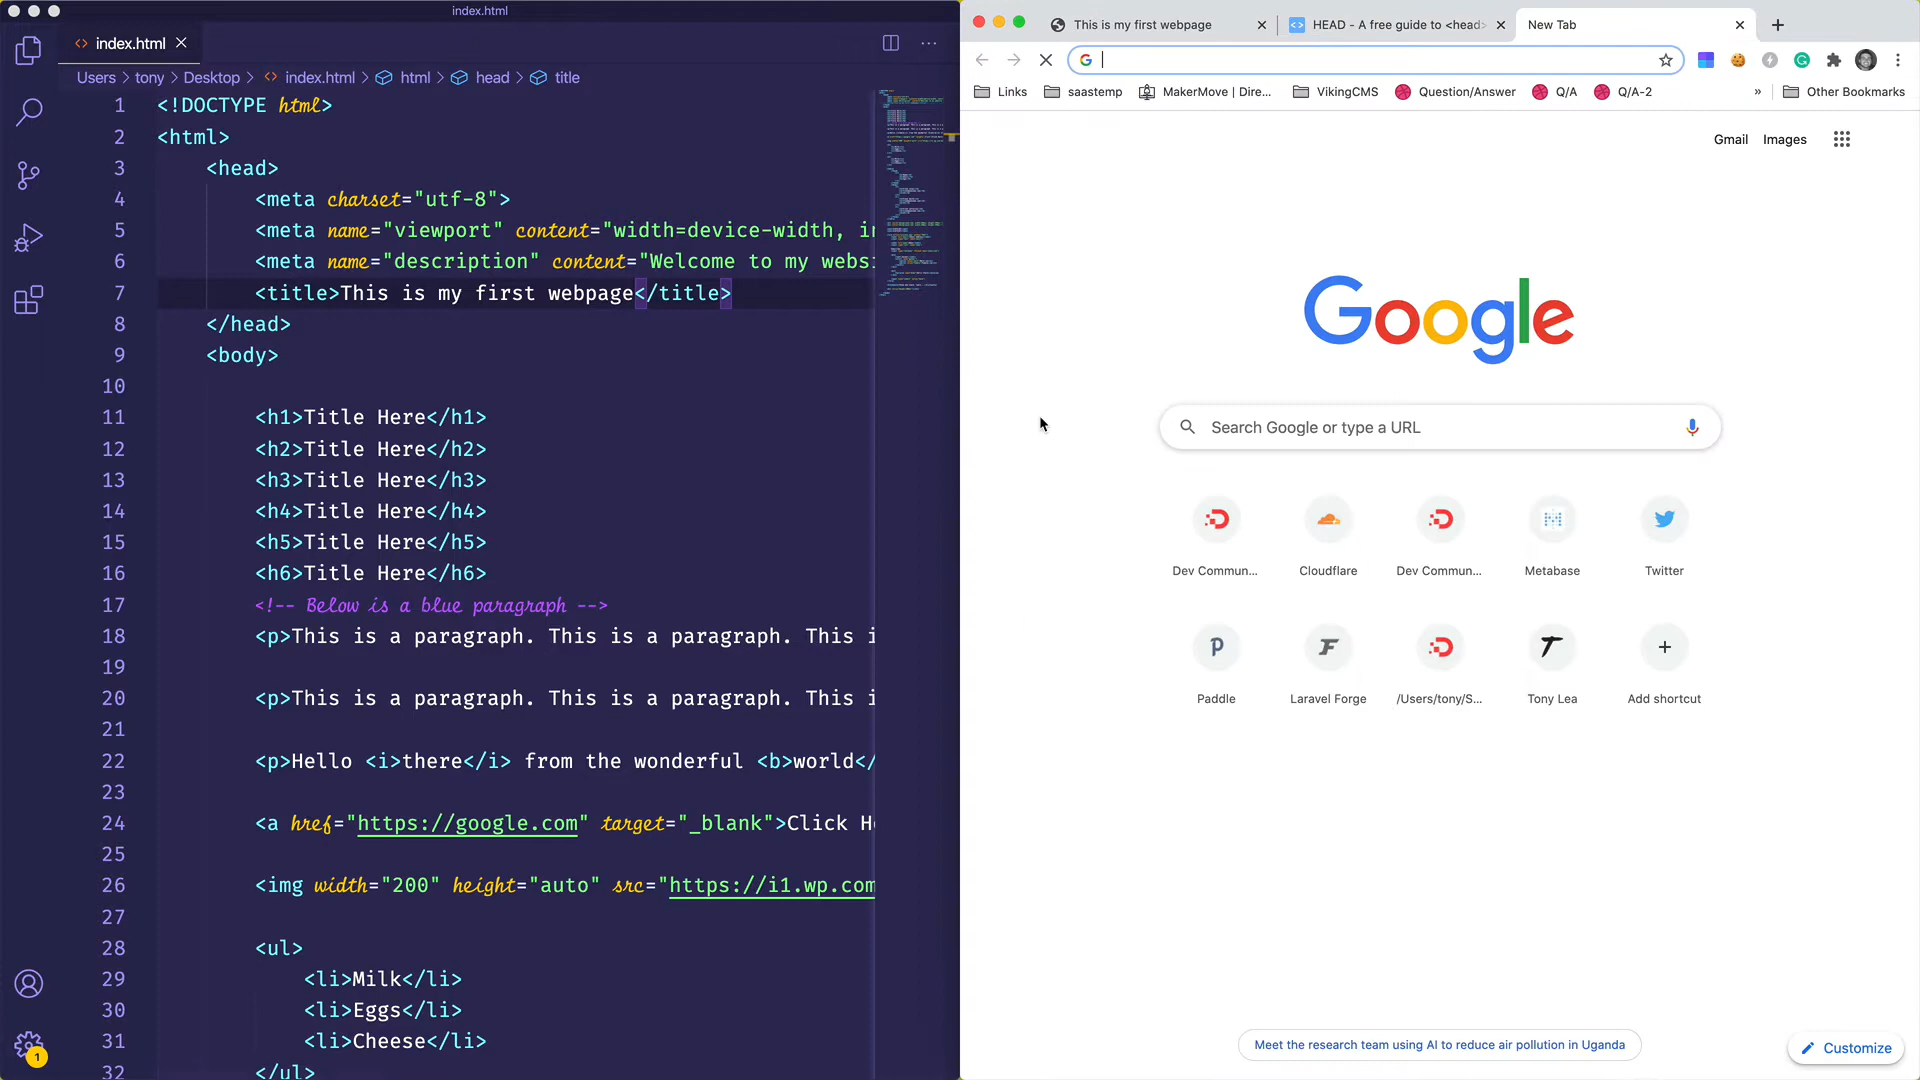 index.html
index.html
Users > tony > Desktop > index.html > html > head > title
1 <!DOCTYPE html>
2 <html>
3 <head>
4 <meta charset="utf-8">
5 <meta name="viewport" content="width=device-width, in
6 <meta name="description" content="Welcome to my websi
7 <title>This is my first webpage</title>
8 </head>
9 <body>
10
11 <h1>Title Here</h1>
12 <h2>Title Here</h2>
13 <h3>Title Here</h3>
14 <h4>Title Here</h4>
15 <h5>Title Here</h5>
16 <h6>Title Here</h6>
17 <!-- Below is a blue paragraph -->
18 <p>This is a paragraph. This is a paragraph. This i
19
20 <p>This is a paragraph. This is a paragraph. This i
21
22 <p>Hello <i>there</i> from the wonderful <b>world</
23
24 <a href="https://google.com" target="_blank">Click He
25
26 <img width="200" height="auto" src="https://i1.wp.com
27
28 <ul>
29 <li>Milk</li>
30 <li>Eggs</li>
31 <li>Cheese</li>
32 </ul>
1
This is my first webpage
HEAD - A free guide to <head>
New Tab
Links saastemp MakerMove | Dire... VikingCMS Question/Answer Q/A Q/A-2 » Other Bookmarks
Gmail Images
Google
Search Google or type a URL
Dev Commun... Cloudflare Dev Commun... Metabase Twitter
Paddle Laravel Forge /Users/tony/S... Tony Lea Add shortcut
Meet the research team using AI to reduce air pollution in Uganda
Customize